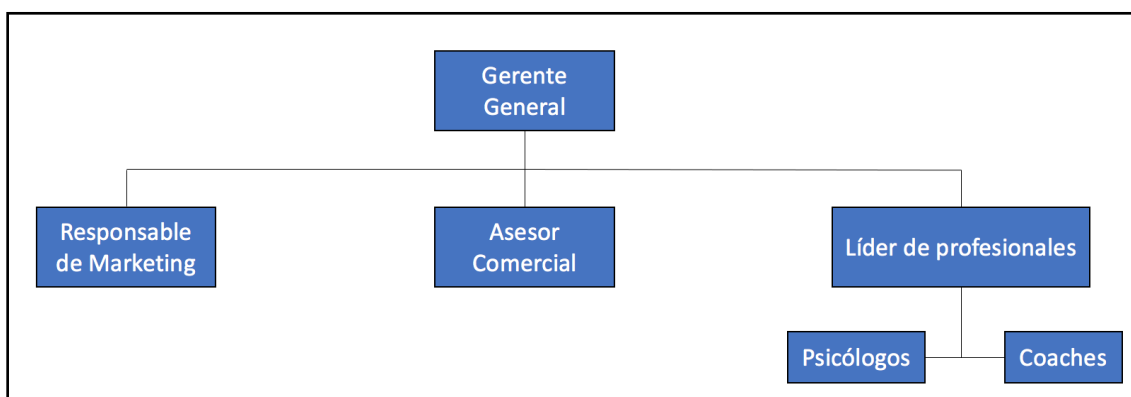 Gerente
General
Responsable
de Marketing
Asesor
Comercial
Líder de profesionales
Psicólogos
Coaches